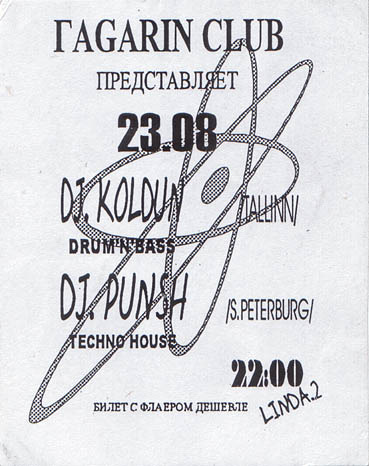 ГAGARIN CLUB
ПРЕДСТАВЛЯЕТ
23.08
DJ. KOLDUN /TALLINN/
DRUM'N'BASS
DJ. PUNSH /S.PETERBURG/
TECHNO HOUSE
22:00
БИЛЕТ С ФЛАЕРОМ ДЕШЕВЛЕ
LINDA.2